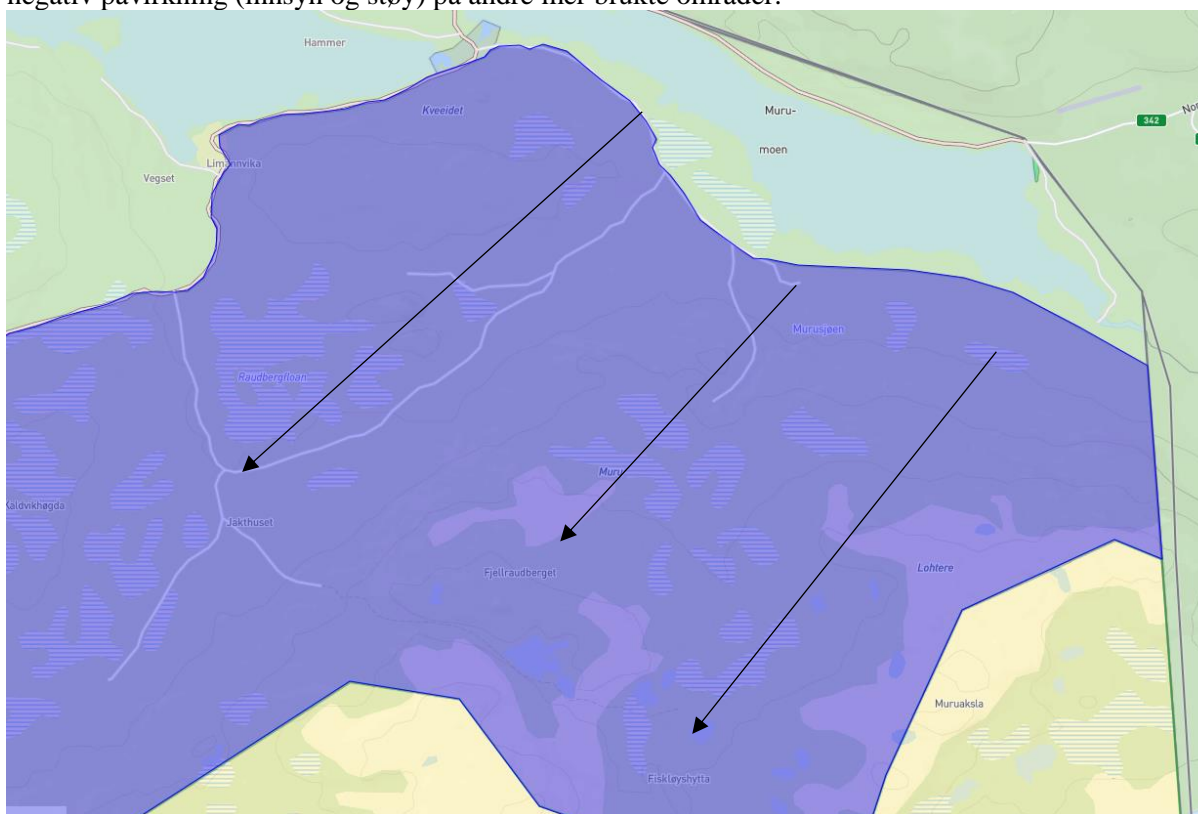 negativ påvirkning (innsyn og støy) på andre mer brukte områder.
Hammer
Kveeidet
Muru-
moen
342
Limannvika
Vegset
Murusjøen
Raudbergfloan
Muru
Kaldvikhøgda
Jakthuset
Fjellraudberget
Lohtere
Muruaksla
Fiskløyshytta